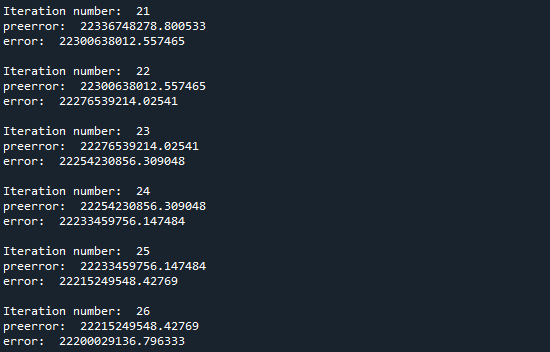 Iteration number:  21
preerror:  22336748278.800533
error:  22300638012.557465
Iteration number:  22
preerror:  22300638012.557465
error:  22276539214.02541
Iteration number:  23
preerror:  22276539214.02541
error:  22254230856.309048
Iteration number:  24
preerror:  22254230856.309048
error:  22233459756.147484
Iteration number:  25
preerror:  22233459756.147484
error:  22215249548.42769
Iteration number:  26
preerror:  22215249548.42769
error:  22200029136.796333